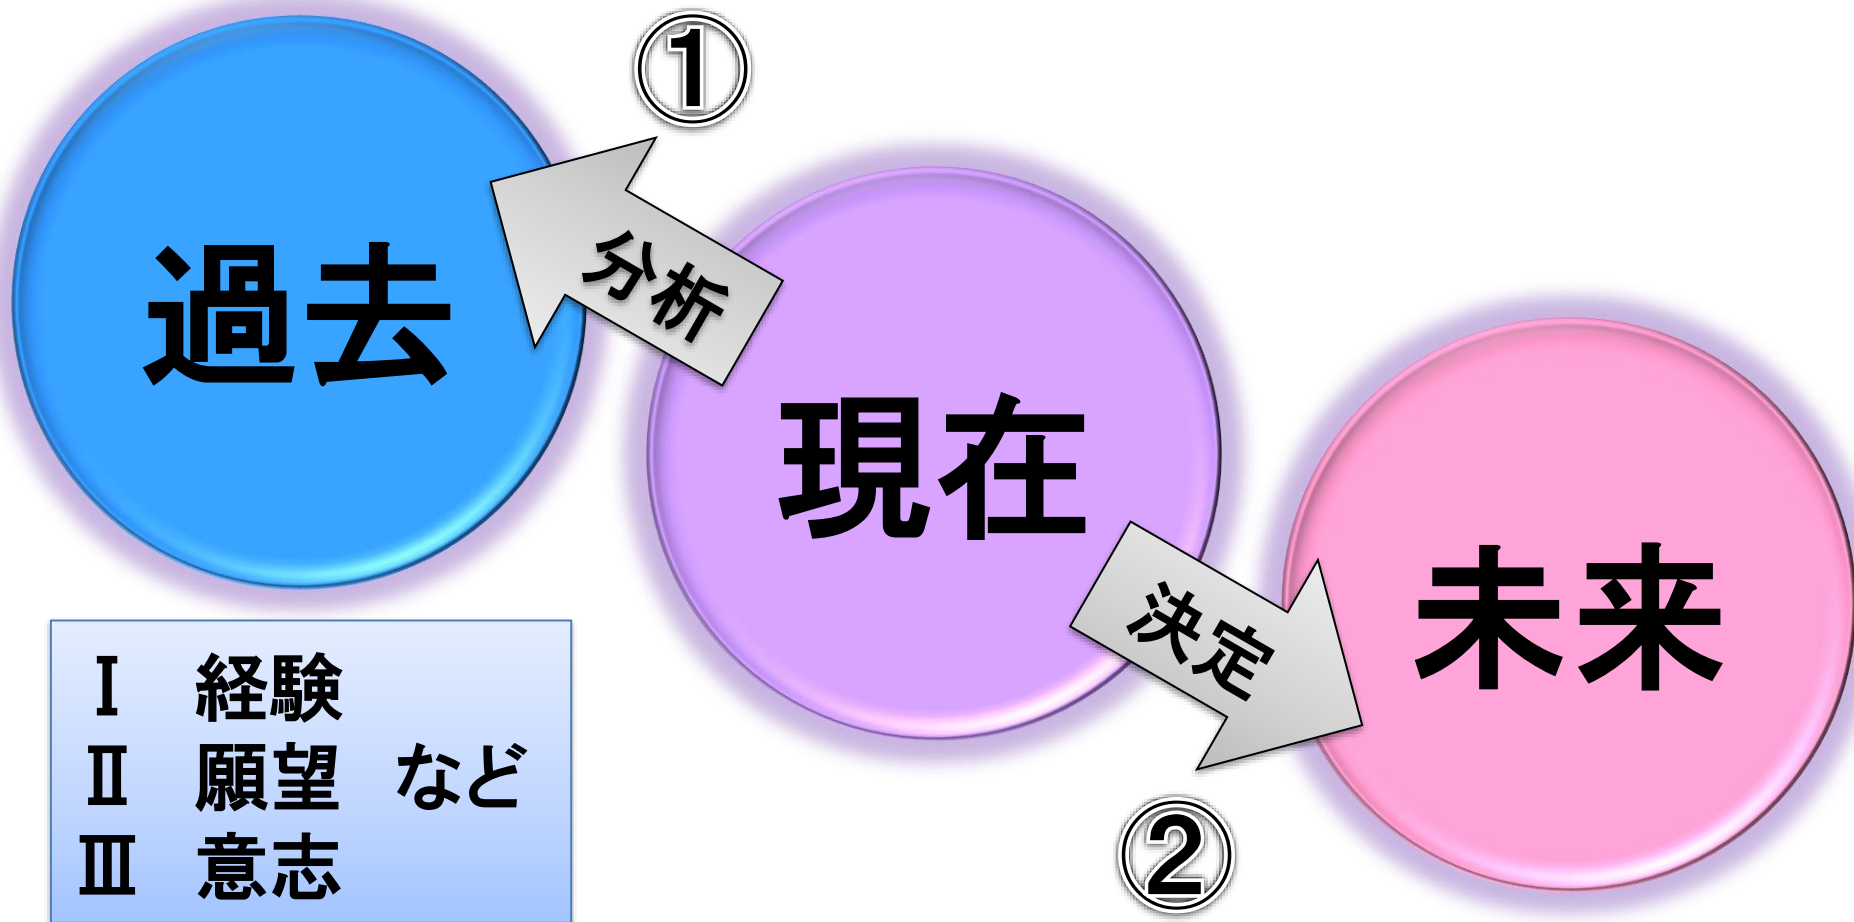 ①
過去
分析
現在
決定
未来
②
Ⅰ　経験
Ⅱ　願望　など
Ⅲ　意志